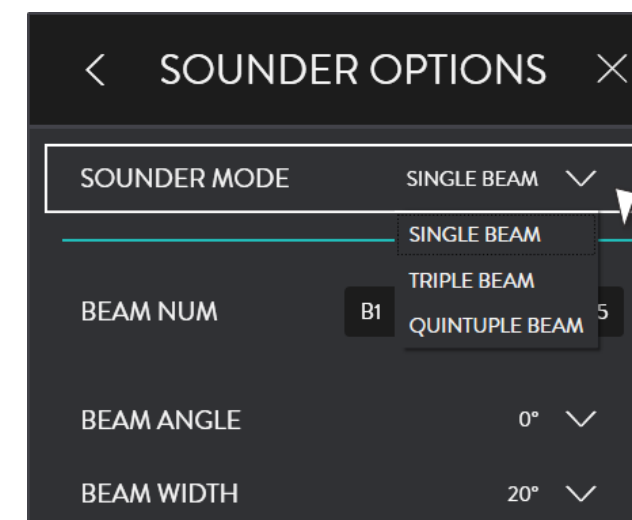 SOUNDER OPTIONS
SOUNDER MODE SINGLE BEAM
SINGLE BEAM
TRIPLE BEAM
BEAM NUM B1 5
QUINTUPLE BEAM
BEAM ANGLE 0°
BEAM WIDTH 20°